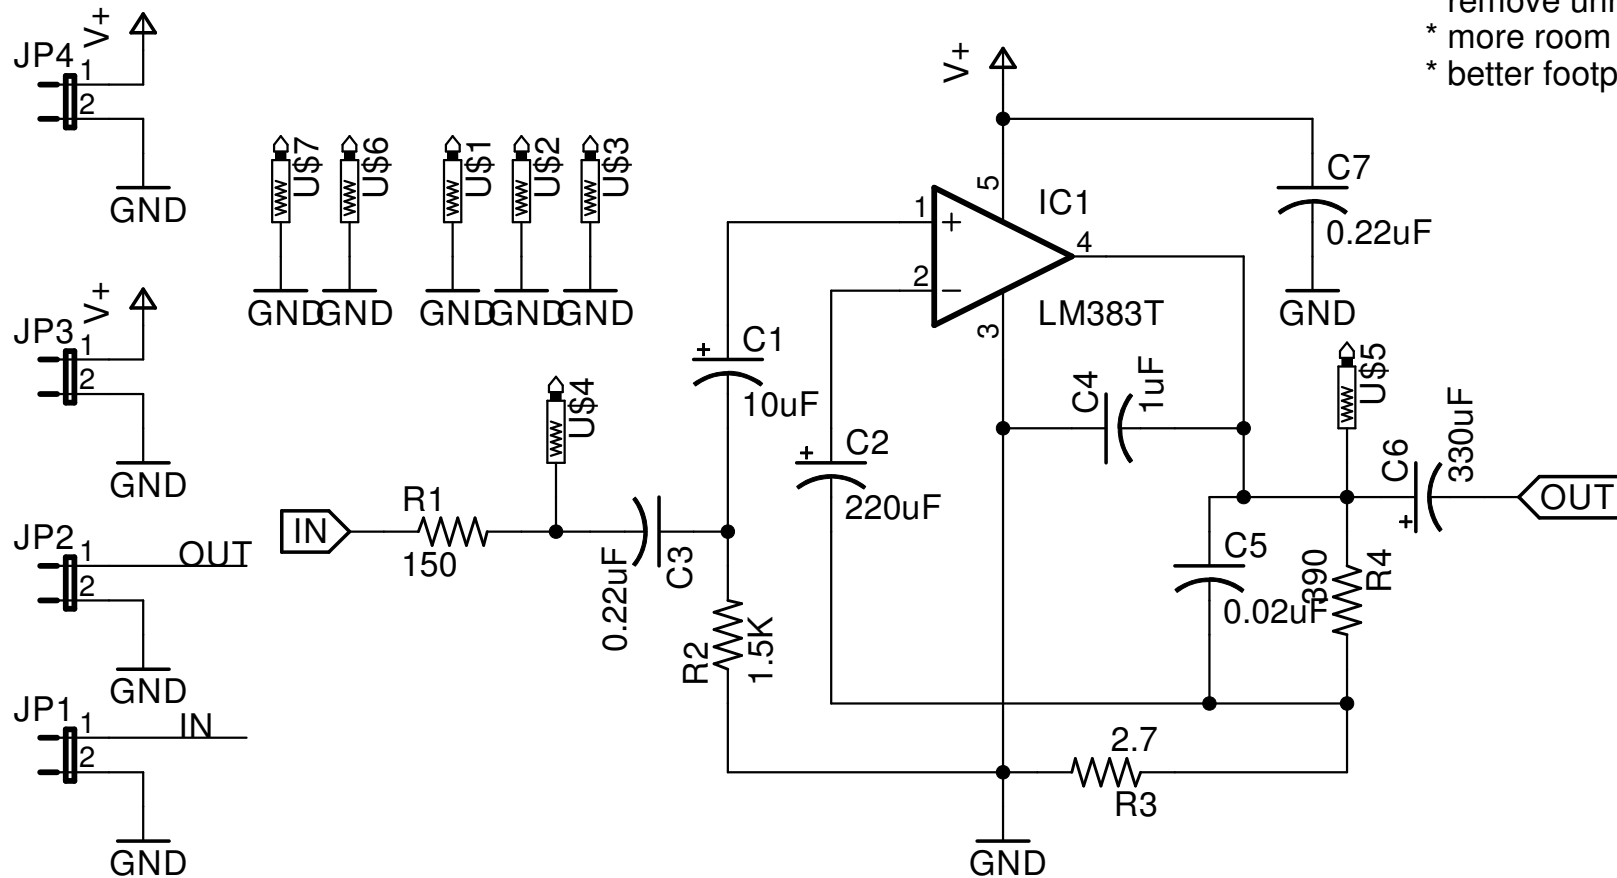 V+
JP4
1
2
GND
V+
JP3
1
2
GND
JP2
1
OUT
2
GND
JP1
1
IN
2
GND
U$7
U$6
U$1
U$2
U$3
GND
GND
GND
GND
GND
IN
R1
150
U$4
0.22uF
C3
C1
+
10uF
R2
1.5K
C2
+
220uF
V+
5
IC1
1
+
2
−
4
3
LM383T
C7
0.22uF
GND
C4
1uF
U$5
C6
330uF
+
OUT
C5
0.02uF
390
R4
2.7
R3
GND
remove
* more room
* better